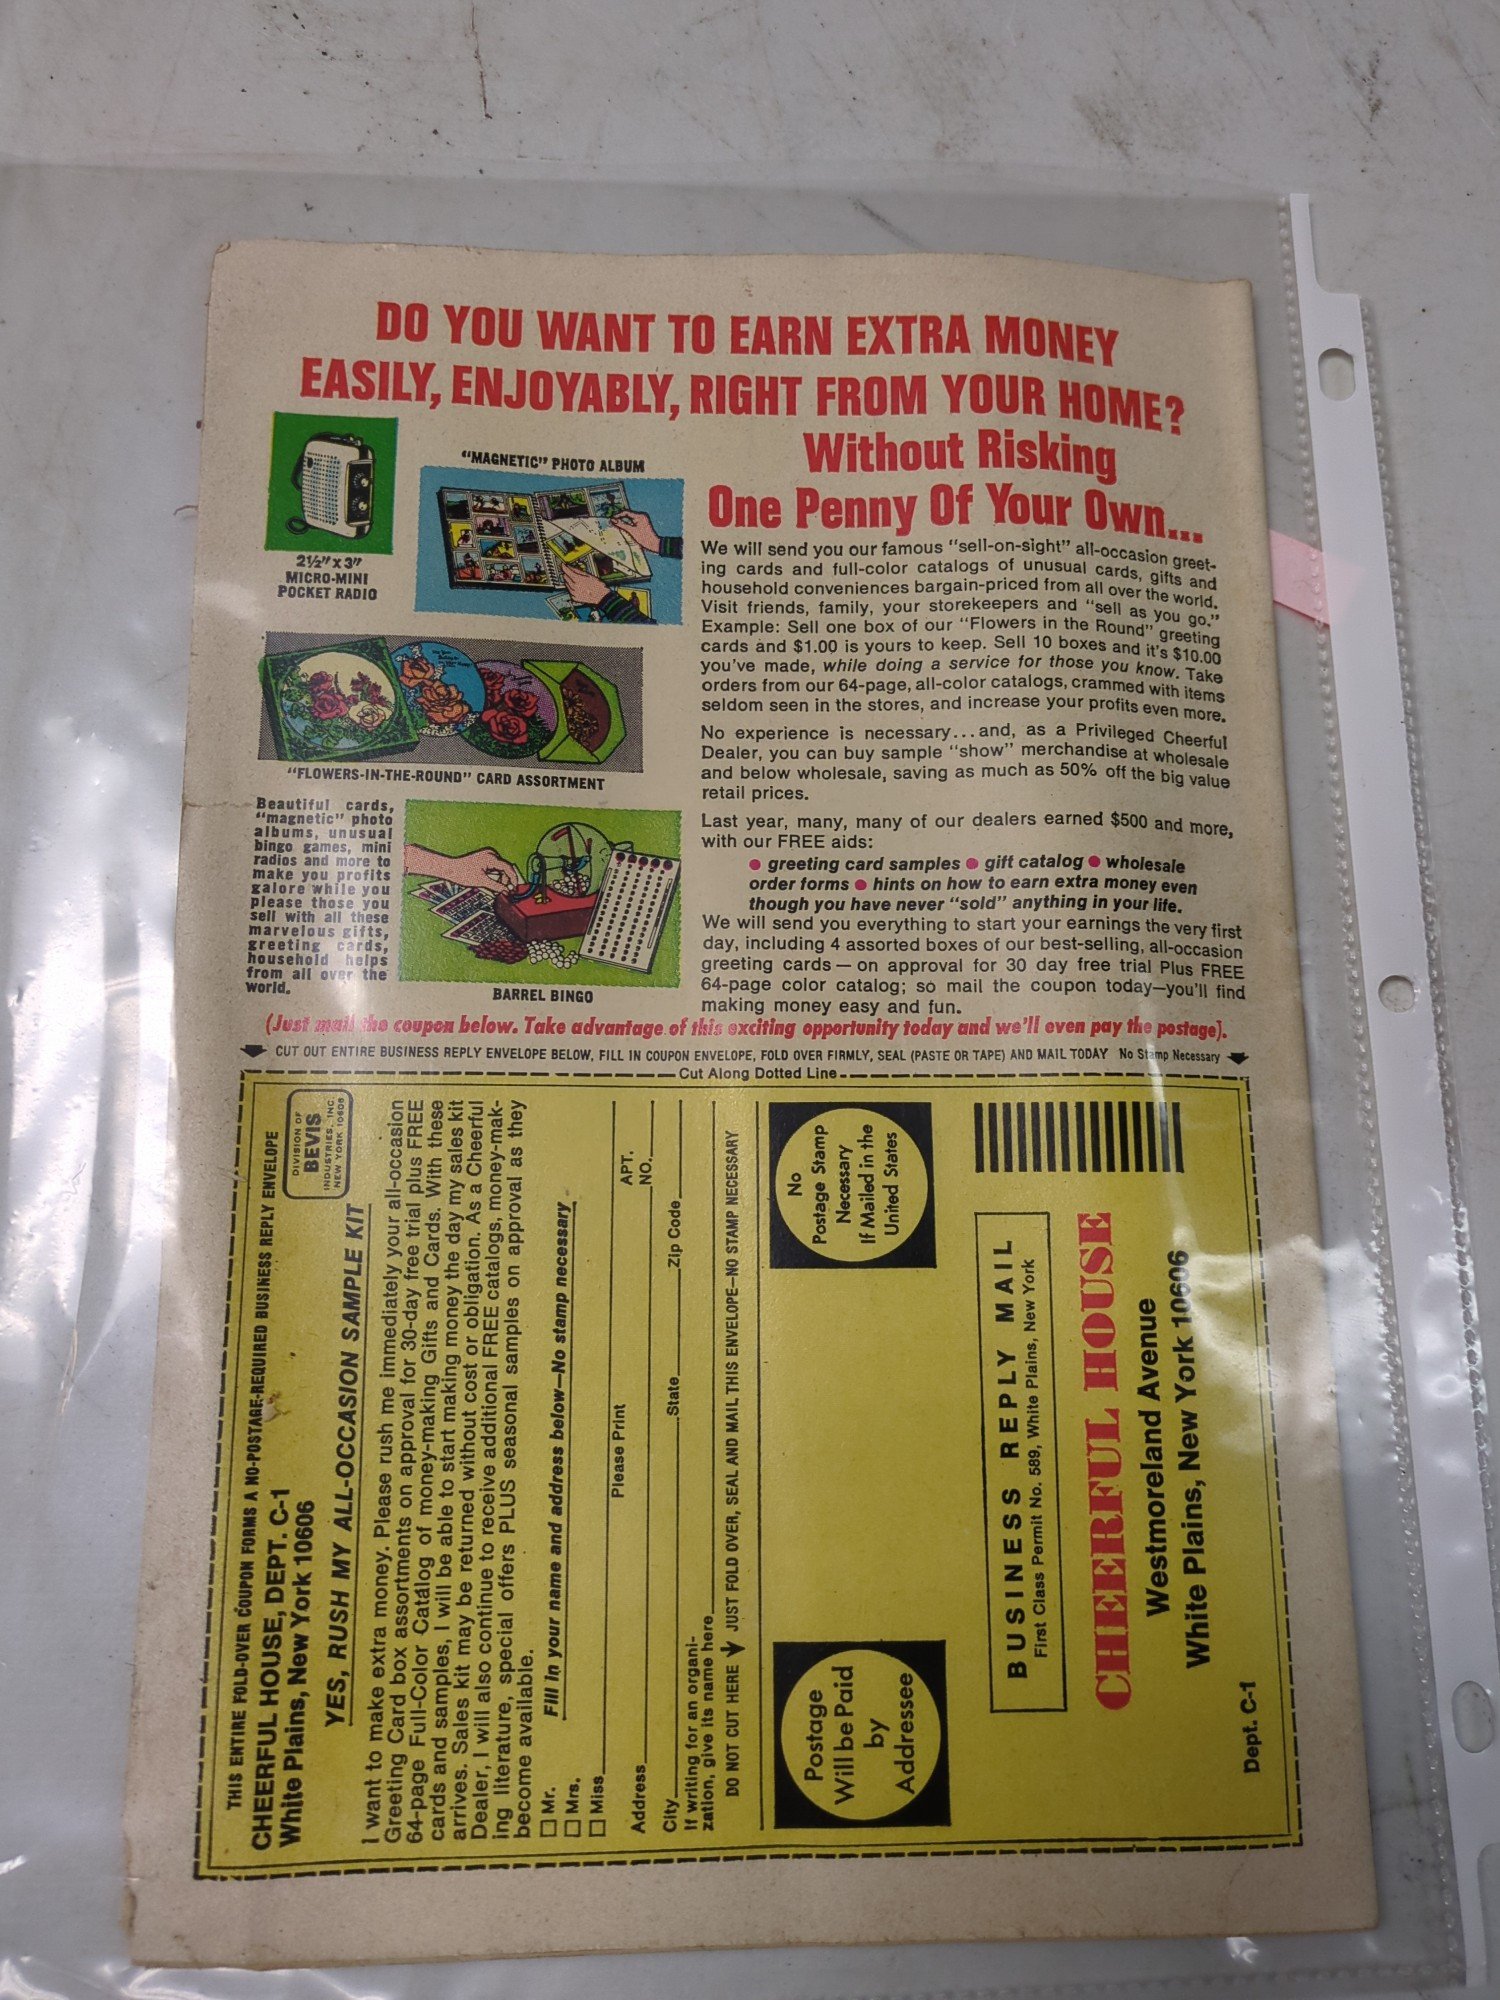 DO YOU WANT TO EARN EXTRA MONEY
EASILY, ENJOYABLY, RIGHT FROM YOUR HOME?
Without Risking
One Penny Of Your Own...
2½" x 3"
MICRO-MINI
POCKET RADIO
"MAGNETIC" PHOTO ALBUM
"FLOWERS-IN-THE-ROUND" CARD ASSORTMENT
Beautiful cards,
"magnetic" photo
albums, unusual
bingo games, mini
radios and more to
make you profits
galore while you
please those you
sell with all these
marvelous gifts,
greeting cards,
household helps
from all over the
world.
BARREL BINGO
We will send you our famous "sell-on-sight" all-occasion greet-
ing cards and full-color catalogs of unusual cards, gifts and
household conveniences bargain-priced from all over the world.
Visit friends, family, your storekeepers and "sell as you go."
Example: Sell one box of our "Flowers in the Round" greeting
cards and $1.00 is yours to keep. Sell 10 boxes and it's $10.00
you've made, while doing a service for those you know. Take
orders from our 64-page, all-color catalogs, crammed with items
seldom seen in the stores, and increase your profits even more.
No experience is necessary...and, as a Privileged Cheerful
Dealer, you can buy sample "show" merchandise at wholesale
and below wholesale, saving as much as 50% off the big value
retail prices.
Last year, many, many of our dealers earned $500 and more,
with our FREE aids:
● greeting card samples ● gift catalog ● wholesale
order forms ● hints on how to earn extra money even
though you have never "sold" anything in your life.
We will send you everything to start your earnings the very first
day, including 4 assorted boxes of our best-selling, all-occasion
greeting cards — on approval for 30 day free trial Plus FREE
64-page color catalog; so mail the coupon today—you'll find
making money easy and fun.
(Just mail the coupon below. Take advantage of this exciting opportunity today and we'll even pay the postage).
CUT OUT ENTIRE BUSINESS REPLY ENVELOPE BELOW, FILL IN COUPON ENVELOPE, FOLD OVER FIRMLY, SEAL (PASTE OR TAPE) AND MAIL TODAY No Stamp Necessary
Cut Along Dotted Line
THIS ENTIRE FOLD-OVER COUPON FORMS A NO-POSTAGE-REQUIRED BUSINESS REPLY ENVELOPE
CHEERFUL HOUSE, DEPT. C-1
White Plains, New York 10606
DIVISION OF
BEVIS
INDUSTRIES, INC.
NEW YORK 10606
YES, RUSH MY ALL-OCCASION SAMPLE KIT
I want to make extra money. Please rush me immediately your all-occasion
Greeting Card box assortments on approval for 30-day free trial plus FREE
64-page Full-Color Catalog of money-making Gifts and Cards. With these
cards and samples, I will be able to start making money the day my sales kit
arrives. Sales kit may be returned without cost or obligation. As a Cheerful
Dealer, I will also continue to receive additional FREE catalogs, money-mak-
ing literature, special offers PLUS seasonal samples on approval as they
become available.
Fill in your name and address below—No stamp necessary
Mr.
Mrs.
Miss
Please Print
Address
APT.
NO.
City
State
Zip Code
If writing for an organi-
zation, give its name here
DO NOT CUT HERE JUST FOLD OVER, SEAL AND MAIL THIS ENVELOPE—NO STAMP NECESSARY
Postage
Will be Paid
by
Addressee
No
Postage Stamp
Necessary
If Mailed in the
United States
BUSINESS REPLY MAIL
First Class Permit No. 589, White Plains, New York
CHEERFUL HOUSE
Westmoreland Avenue
White Plains, New York 10606
Dept. C-1